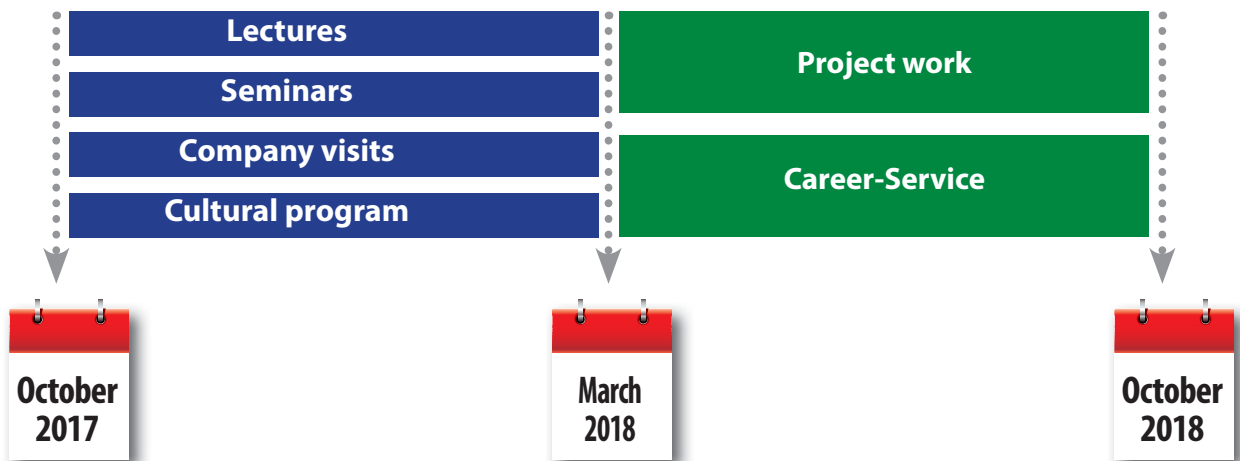 Lectures
Seminars
Company visits
Cultural program
Project work
Career-Service
October
2017
March
2018
October
2018